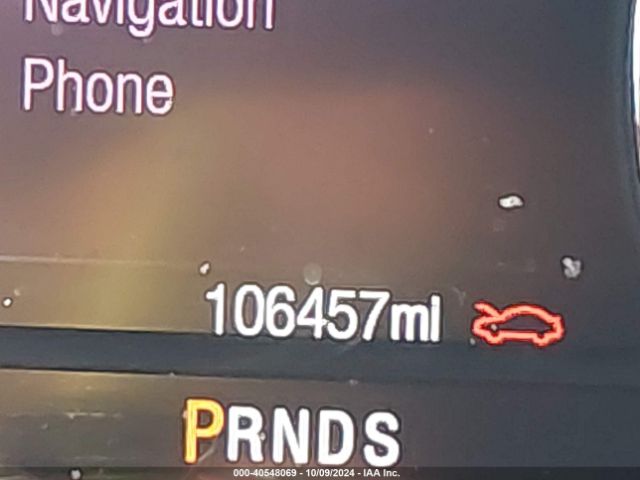 Navigation
Phone
106457mi
PRNDS
000-40548069 - 10/09/2024 - IAA Inc.